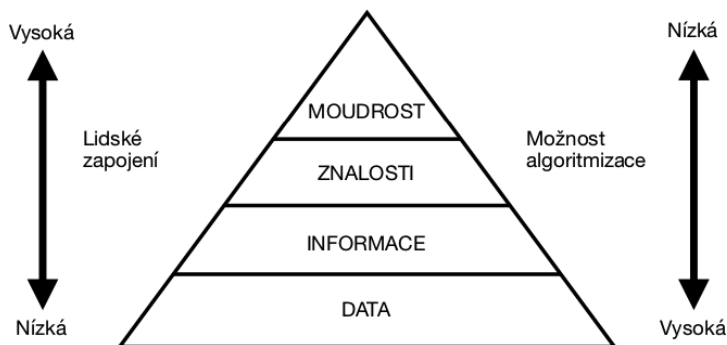 Vysoká
Nízká
MOUDROST
Lidské
zapojení
Možnost
algoritmizace
ZNALOSTI
INFORMACE
DATA
Nízká
Vysoká